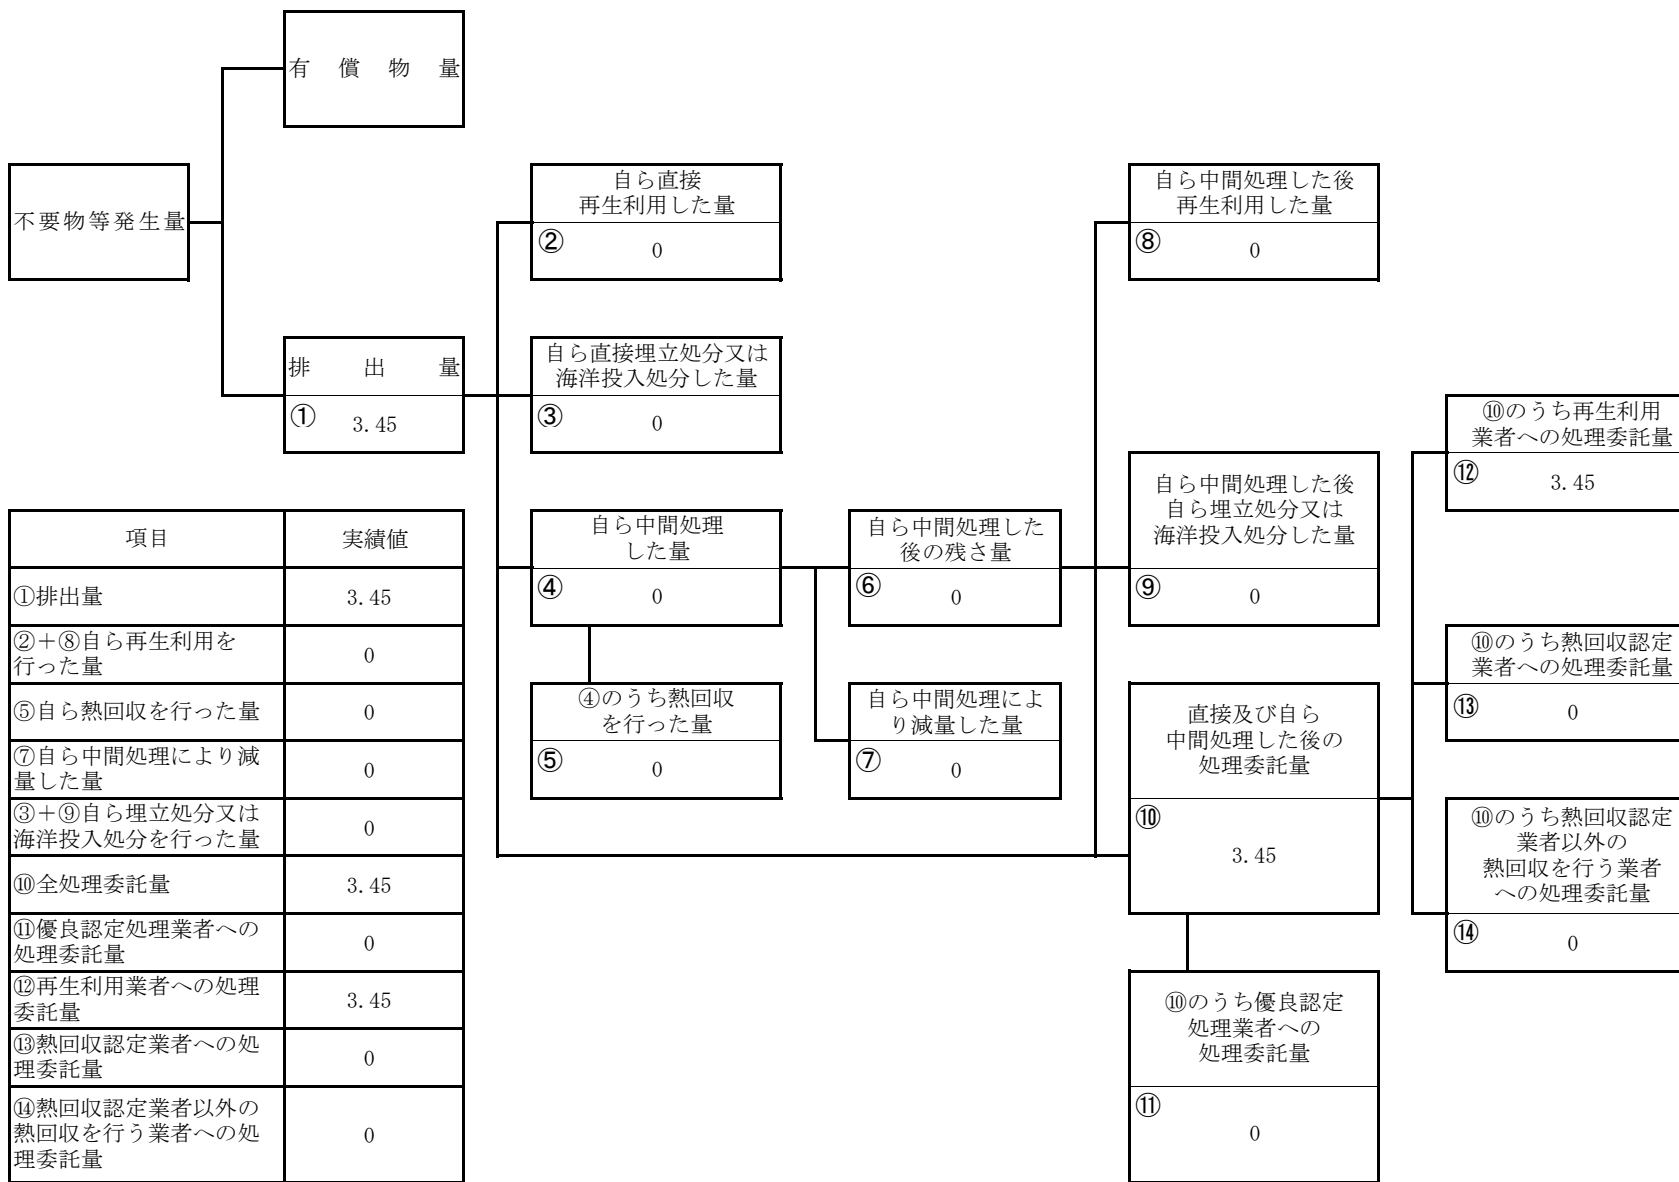 有償物量
不要物等発生量
排出量
① 3.45
自ら直接
再生利用した量
② 0
自ら直接埋立処分又は
海洋投入処分した量
③ 0
自ら中間処理
した量
④ 0
④のうち熱回収
を行った量
⑤ 0
自ら中間処理した
後の残さ量
⑥ 0
自ら中間処理によ
り減量した量
⑦ 0
自ら中間処理した後
再生利用した量
⑧ 0
自ら中間処理した後
自ら埋立処分又は
海洋投入処分した量
⑨ 0
直接及び自ら
中間処理した後の
処理委託量
⑩
3.45
⑩のうち優良認定
処理業者への
処理委託量
⑪
0
⑩のうち再生利用
業者への処理委託量
⑫ 3.45
⑩のうち熱回収認定
業者への処理委託量
⑬ 0
⑩のうち熱回収認定
業者以外の
熱回収を行う業者
への処理委託量
⑭ 0
項目 実績値
①排出量 3.45
②+⑧自ら再生利用を
行った量 0
⑤自ら熱回収を行った量 0
⑦自ら中間処理により減
量した量 0
③+⑨自ら埋立処分又は
海洋投入処分を行った量 0
⑩全処理委託量 3.45
⑪優良認定処理業者への
処理委託量 0
⑫再生利用業者への処理
委託量 3.45
⑬熱回収認定業者への処
理委託量 0
⑭熱回収認定業者以外の
熱回収を行う業者への処 0
理委託量